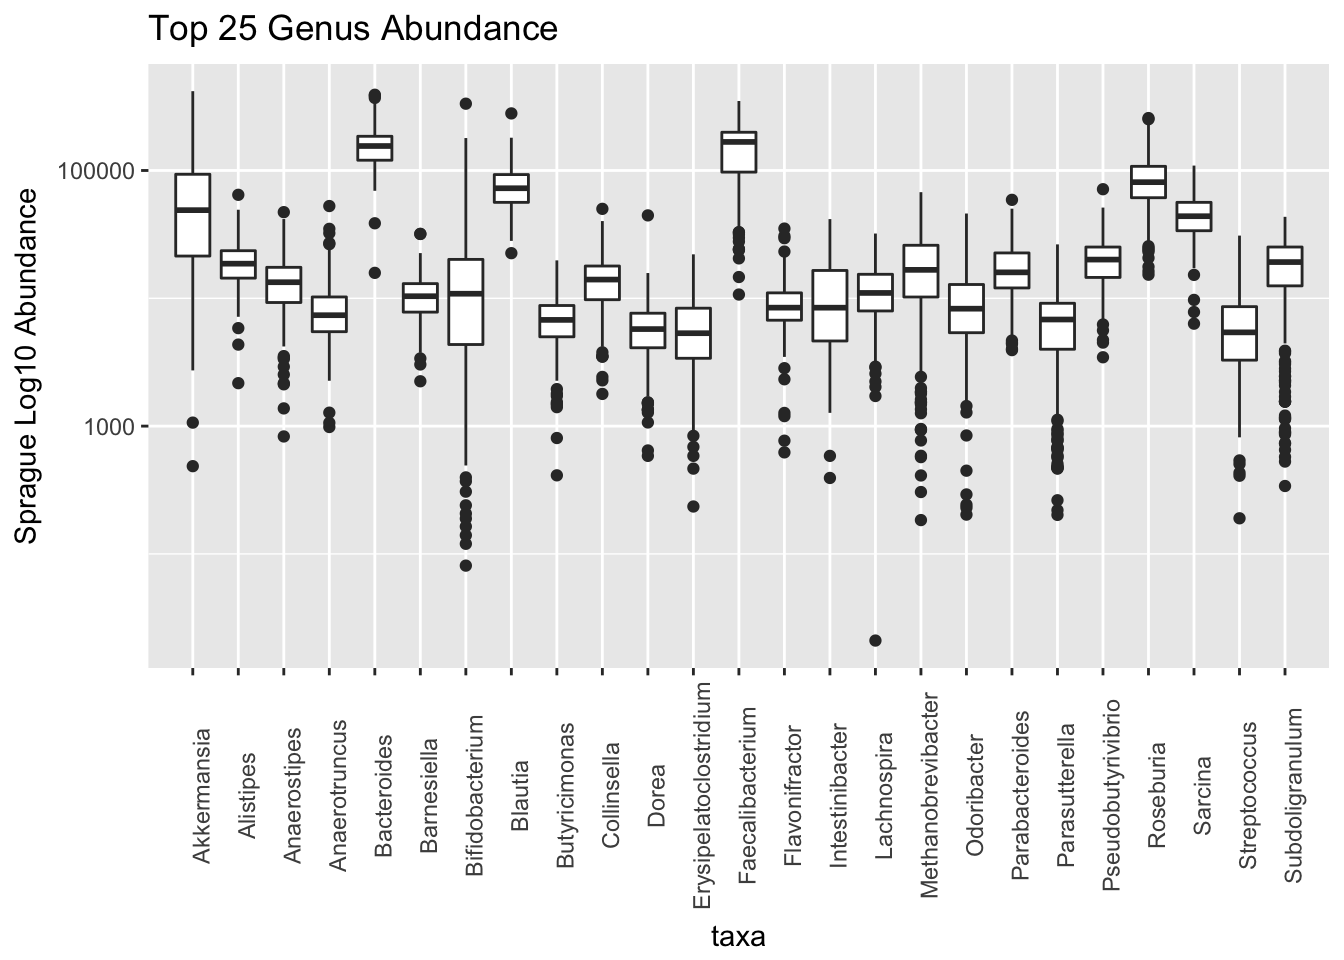 Top 25 Genus Abundance
Sprague Log10 Abundance
100000
1000
Akkermansia
Alistipes
Anaerostipes
Anaerotruncus
Bacteroides
Barnesiella
Bifidobacterium
Blautia
Butyricimonas
Collinsella
Dorea
Erysipelatoclostridium
Faecalibacterium
Flavonifractor
Intestinibacter
Lachnospira
Methanobrevibacter
Odoribacter
Parabacteroides
Parasutterella
Pseudobutyrivibrio
Roseburia
Sarcina
Streptococcus
Subdoligranulum
taxa